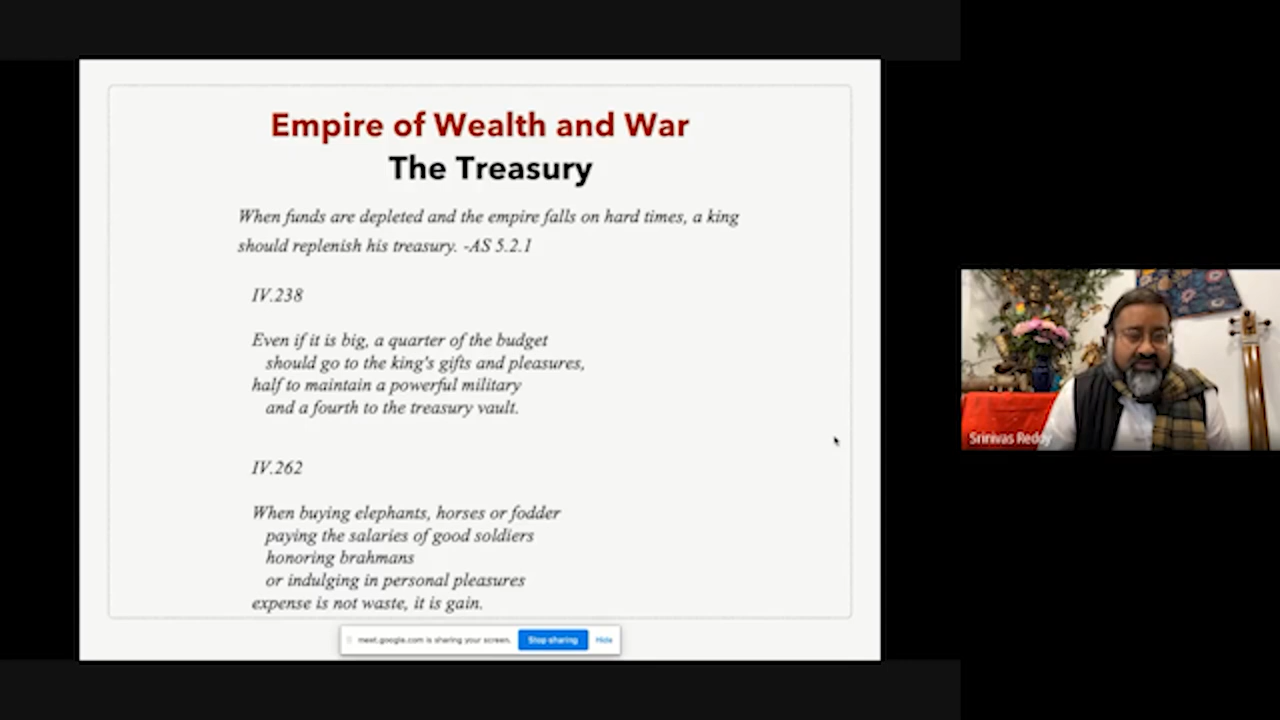 Empire of Wealth and War
The Treasury
When funds are depleted and the empire falls on hard times, a king
should replenish his treasury. -AS 5.2.1
IV.238
Even if it is big, a quarter of the budget
should go to the king's gifts and pleasures,
half to maintain a powerful military
and a fourth to the treasury vault.
IV.262
When buying elephants, horses or fodder
paying the salaries of good soldiers
honoring brahmans
or indulging in personal pleasures
expense is not waste, it is gain.
meet.google.com is sharing your screen. Stop sharing Hide
Srinivas Reddy